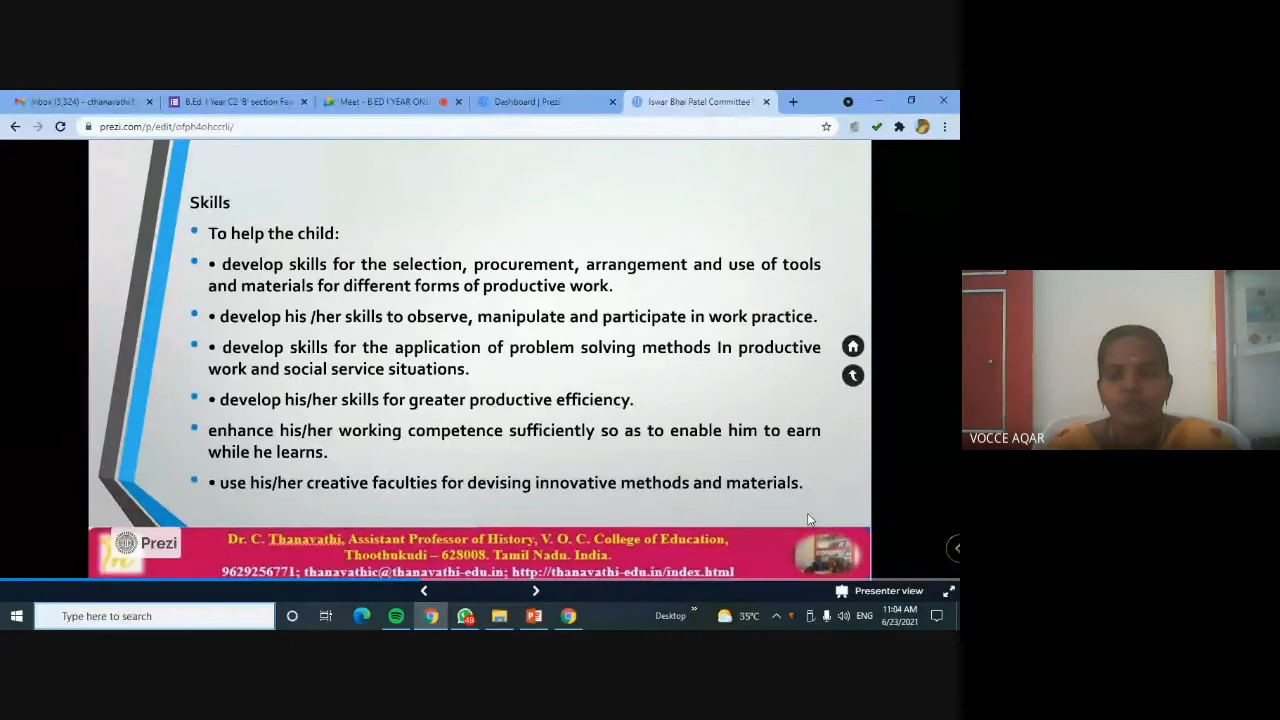 Inbox (5,324) - cthanavathi.f
B.Ed. I Year C2 'B' section Fee
Meet - B.ED I YEAR ONL
Dashboard | Prezi
Iswar Bhai Patal Committee
prezi.com/p/edit/ofph4ohccrli/
Skills
To help the child:
• develop skills for the selection, procurement, arrangement and use of tools
and materials for different forms of productive work.
• develop his /her skills to observe, manipulate and participate in work practice.
• develop skills for the application of problem solving methods In productive
work and social service situations.
• develop his/her skills for greater productive efficiency.
enhance his/her working competence sufficiently so as to enable him to earn
while he learns.
• use his/her creative faculties for devising innovative methods and materials.
Prezi
Dr. C. Thanavathi, Assistant Professor of History, V. O. C. College of Education,
Thoothukudi – 628008. Tamil Nadu. India.
9629256771; thanavathic@thanavathi-edu.in; http://thanavathi-edu.in/index.html
VOCCE AQAR
Presenter view
Type here to search
49
Desktop
35°C
ENG
11:04 AM
6/23/2021